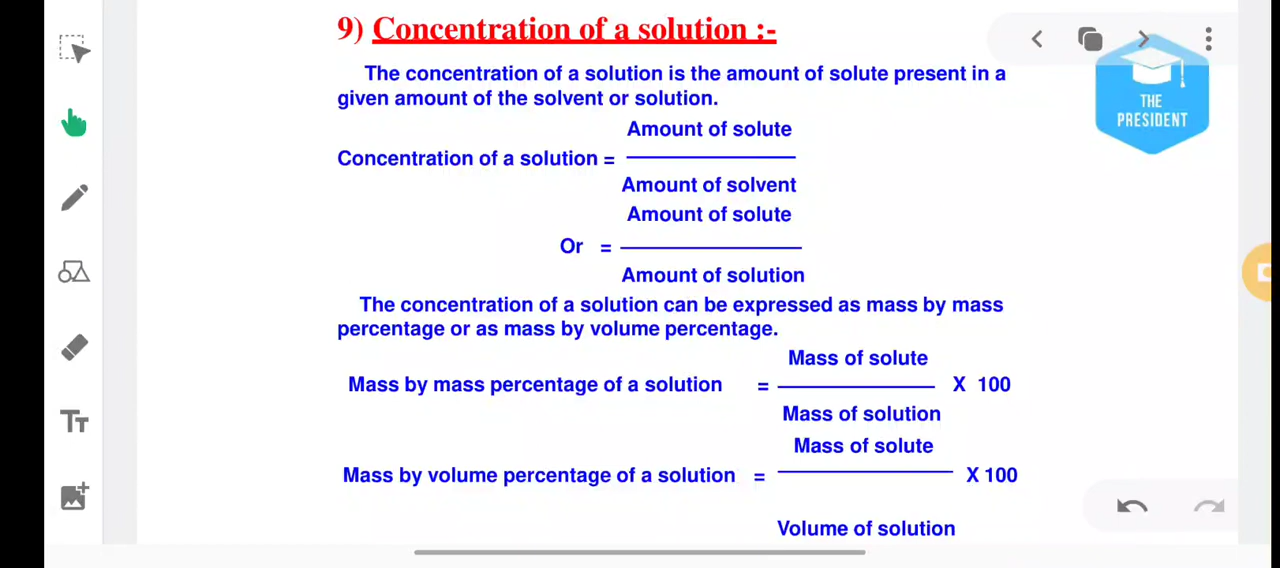 9) Concentration of a solution :-
The concentration of a solution is the amount of solute present in a
given amount of the solvent or solution.
Amount of solute
Concentration of a solution =
Amount of solvent
Amount of solute
Or =
Amount of solution
The concentration of a solution can be expressed as mass by mass
percentage or as mass by volume percentage.
Mass of solute
Mass by mass percentage of a solution = X 100
Mass of solution
Mass of solute
Mass by volume percentage of a solution = X 100
Volume of solution
THE
PRESIDENT
TT